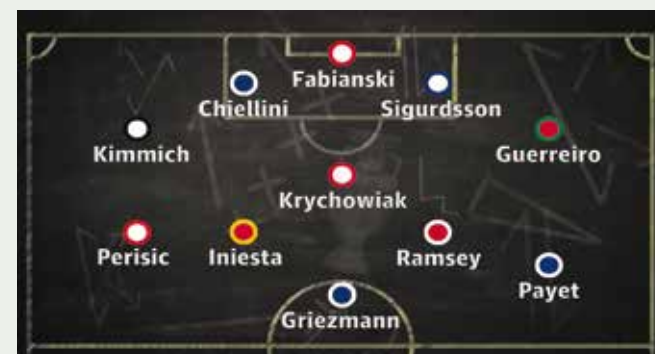 Fabianski
Chiellini Sigurdsson
Kimmich Guerreiro
Krychowiak
Perisic Iniesta Ramsey
Payet
Griezmann